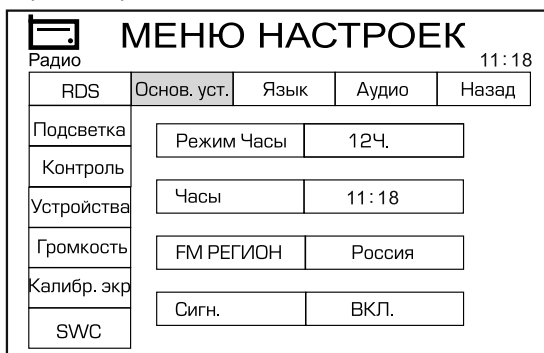 МЕНЮ НАСТРОЕК
Радио 11:18
RDS Основ. уст. Язык Аудио Назад
Подсветка
Режим Часы 12Ч.
Контроль
Устройства
Часы 11:18
Громкость
FM РЕГИОН Россия
Калибр. экр
Сигн. ВКЛ.
SWC